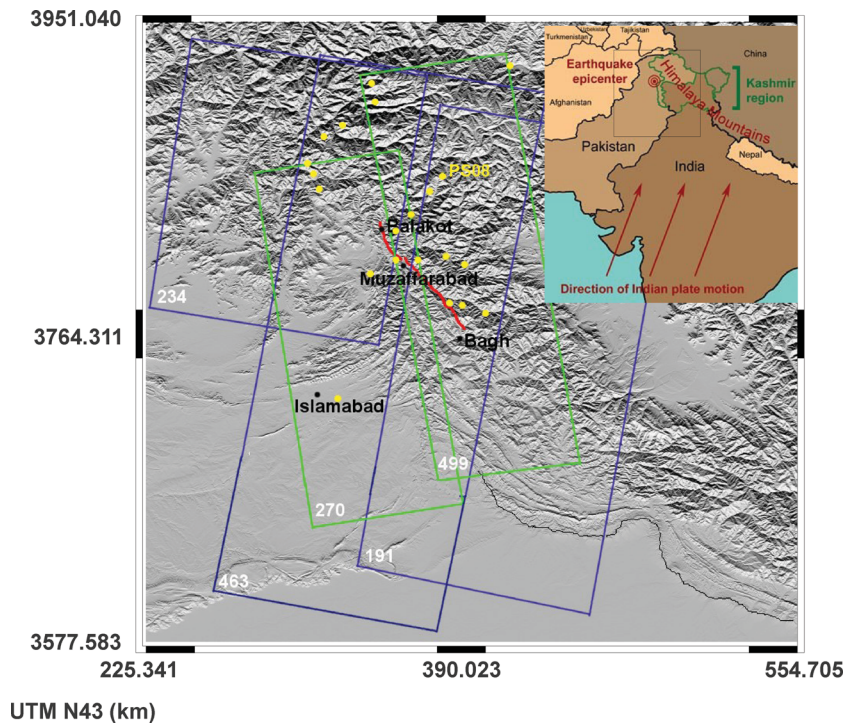 3951.040
3764.311
3577.583
225.341
390.023
554.705
UTM N43 (km)
234
463
270
191
499
PS08
Balakot
Muzaffarabad
Bagh
Islamabad
Turkmenistan
Uzbekistan
Tajikistan
China
Earthquake
epicenter
Himalaya Mountains
Kashmir
region
Afghanistan
Pakistan
India
Nepal
Direction of Indian plate motion